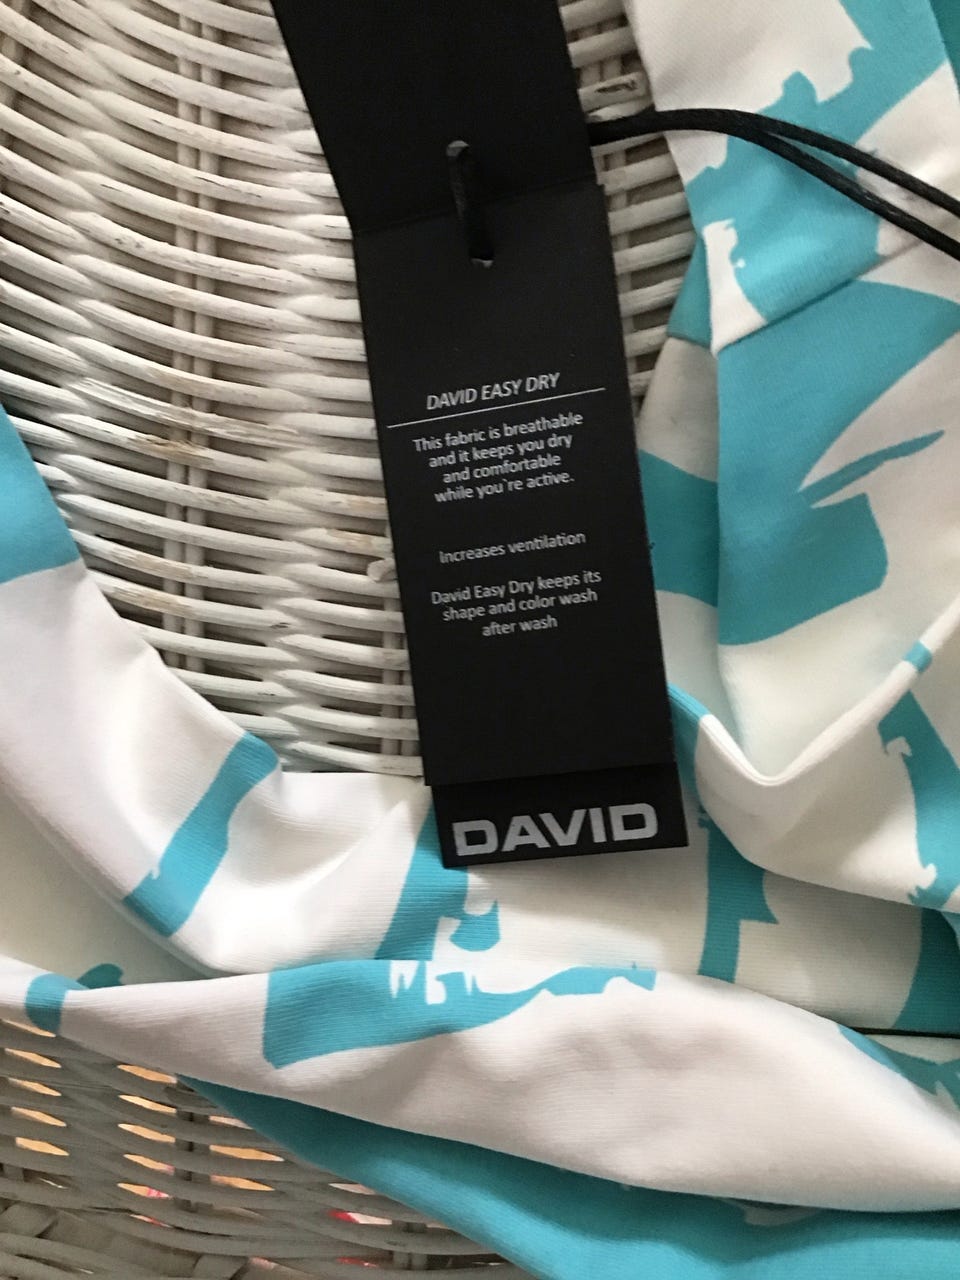 DAVID EASY DRY
This fabric is breathable
and it keeps you dry
and comfortable
while you`re active.
Increases ventilation
David Easy Dry keeps its
shape and color wash
after wash
DAVID